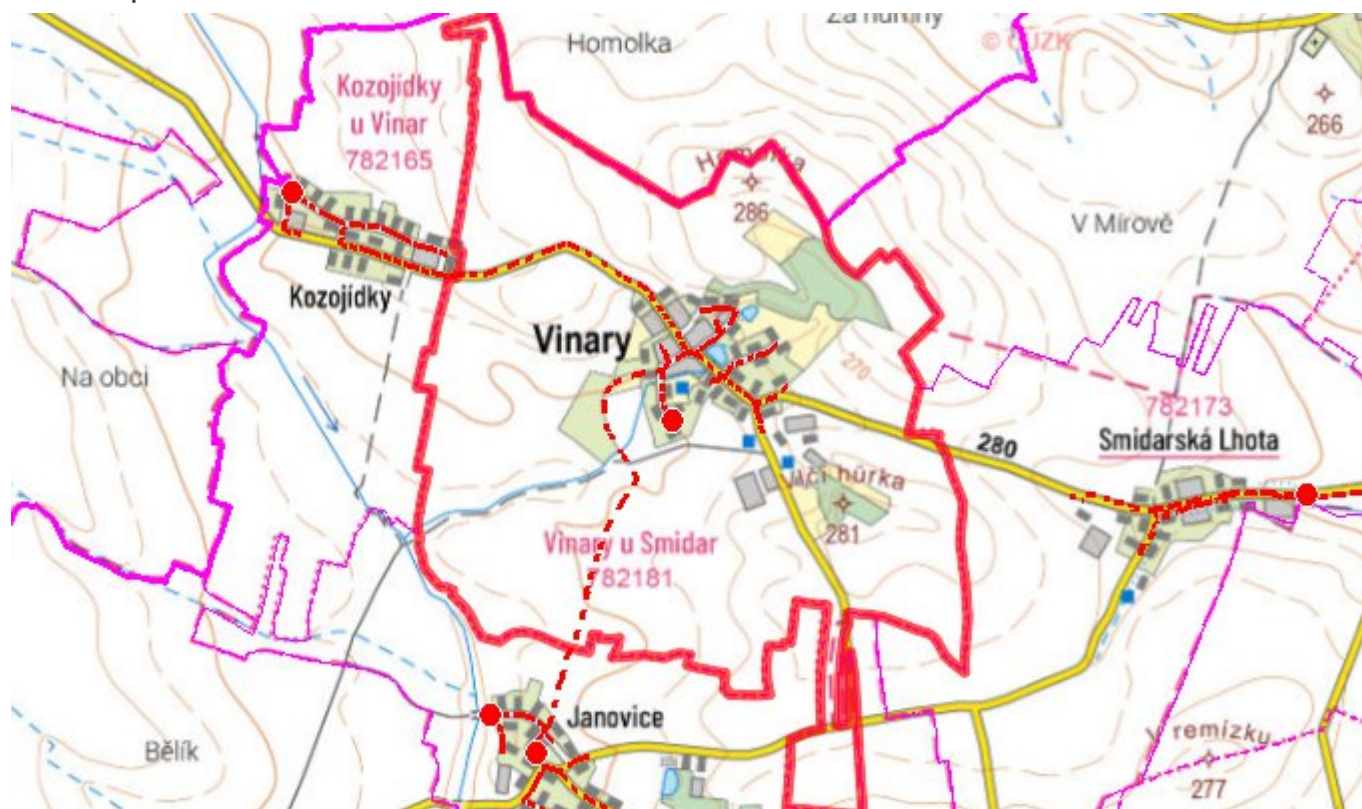 Za humny
Homolka
© ČÚZK
Kozojídky
u Vinar
782165
266
286
V Mírově
Kozojídky
Vinary
Na obci
270
782173
280
Smidarská Lhota
281
Vinary u Smidar
782181
Janovice
Bělík
V remízku
277